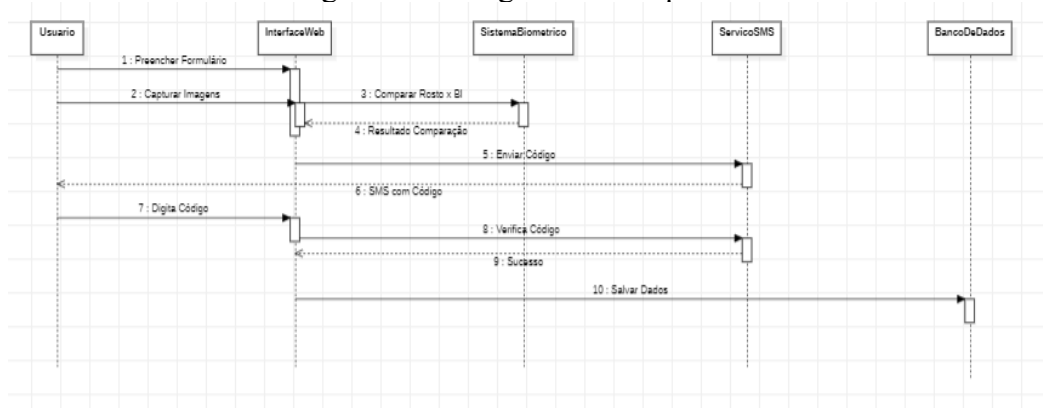 Usuario
InterfaceWeb
SistemaBiometrico
ServicoSMS
BancoDeDados
1 : Preencher Formulário
2 : Capturar Imagens
3 : Comparar Rosto x BI
4 : Resultado Comparação
5 : Enviar Código
6 : SMS com Código
7 : Digita Código
8 : Verifica Código
9 : Sucesso
10 : Salvar Dados